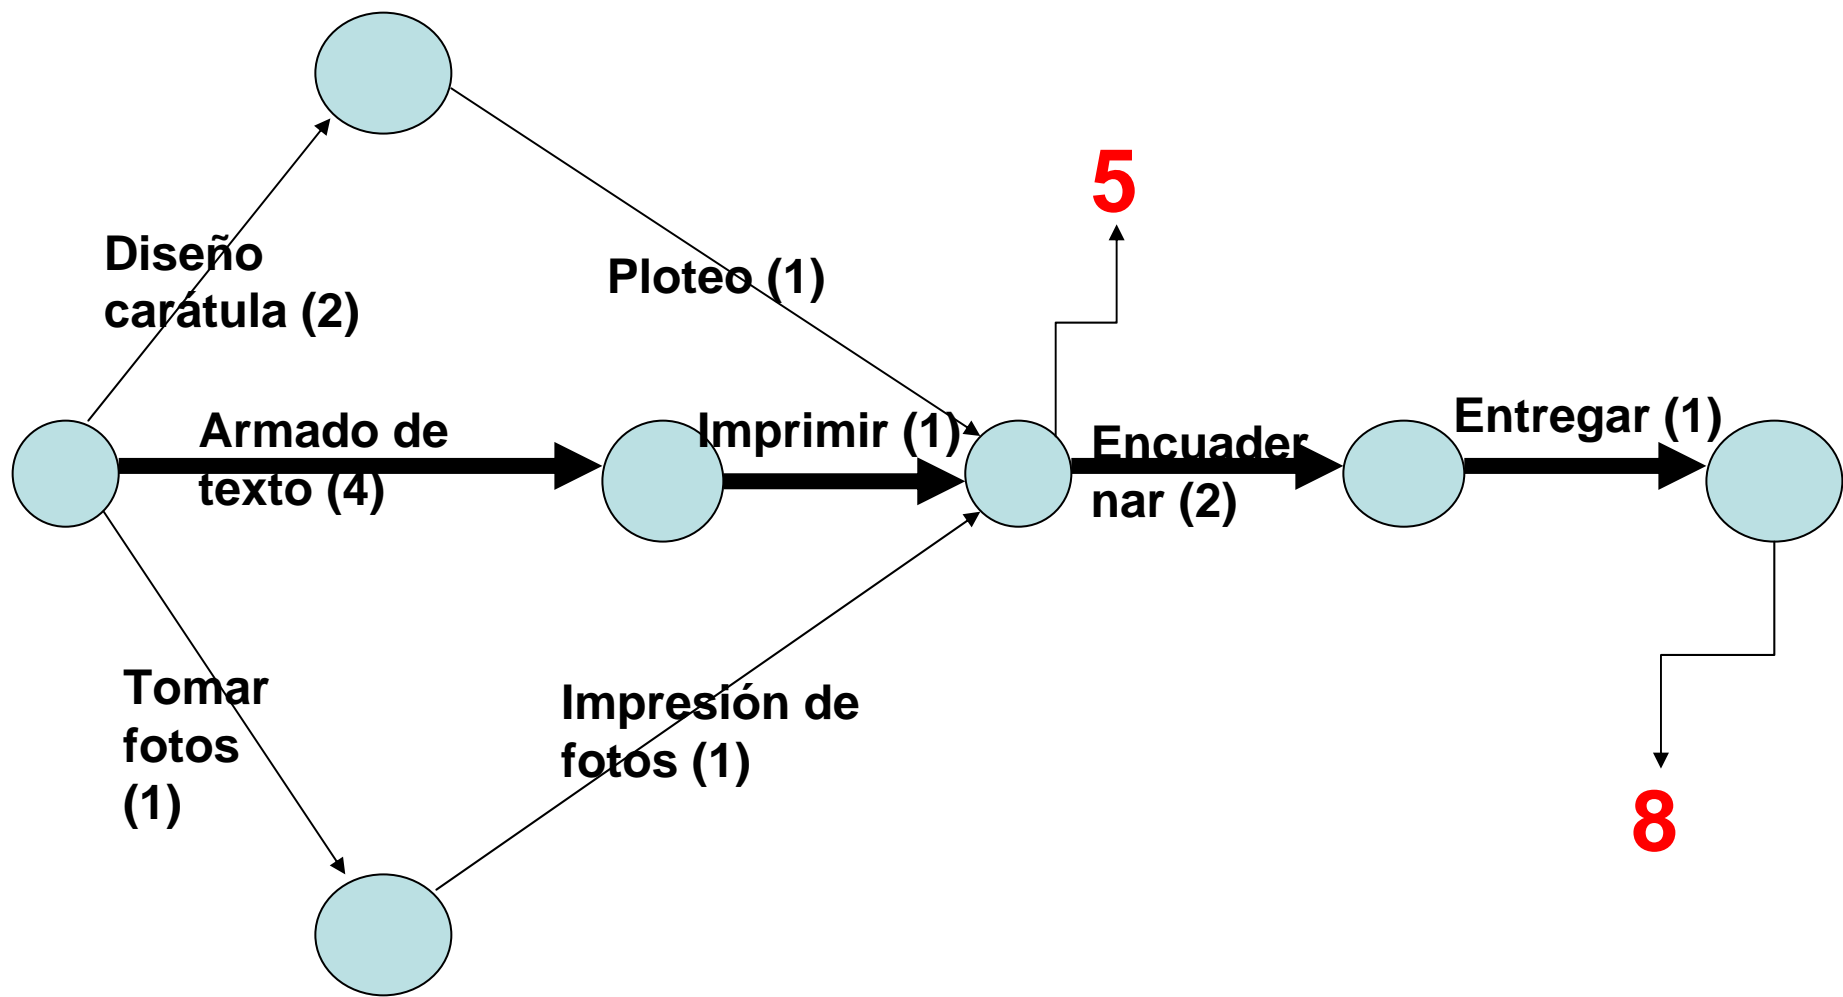 5
Diseño
carátula (2)
Ploteo (1)
Armado de
texto (4)
Imprimir (1)
Encuader
nar (2)
Entregar (1)
Tomar
fotos
(1)
Impresión de
fotos (1)
8